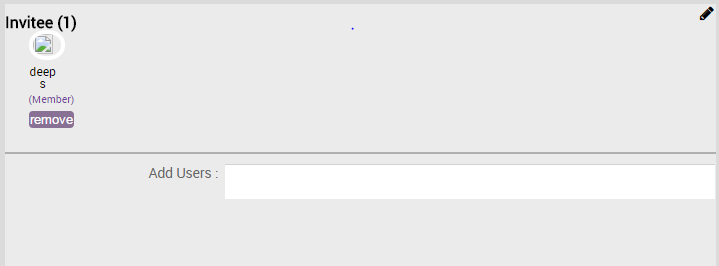 Invitee (1)
deep
s
(Member)
remove
Add Users :